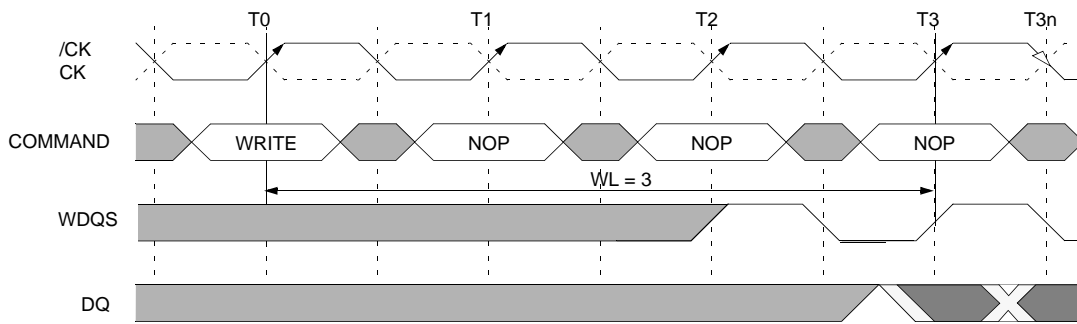 T0 T1 T2 T3 T3n
/CK
CK
COMMAND WRITE NOP NOP NOP
WL = 3
WDQS
DQ